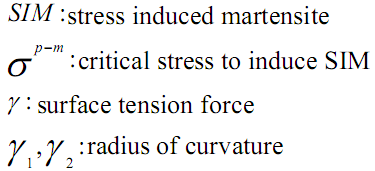 SIM :stress induced martensite
σ^{p-m} :critical stress to induce SIM
γ : surface tension force
γ₁,γ₂ :radius of curvature